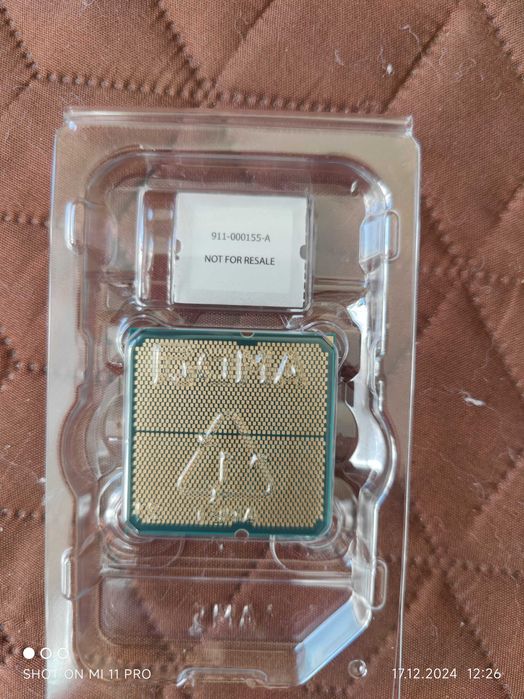 911-000155-A
NOT FOR RESALE
SHOT ON MI 11 PRO
17.12.2024 12:26